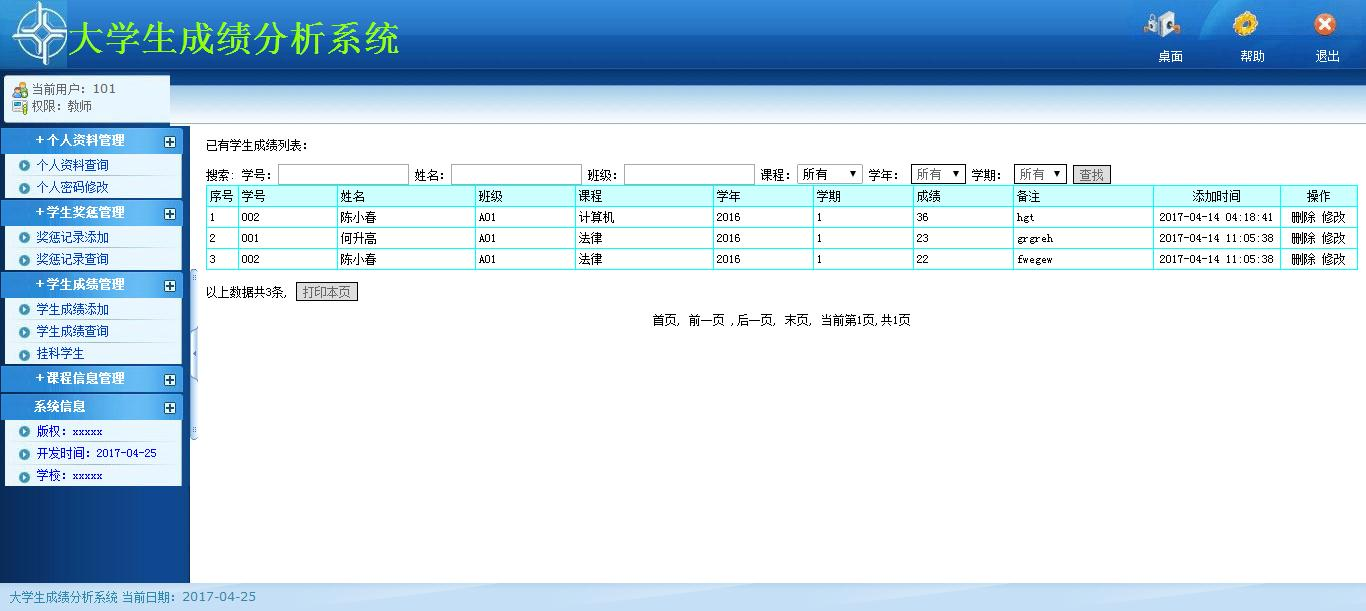 大学生成绩分析系统
桌面 帮助 退出
当前用户：101
权限：教师
+个人资料管理
个人资料查询
个人密码修改
+学生奖惩管理
奖惩记录添加
奖惩记录查询
+学生成绩管理
学生成绩添加
学生成绩查询
挂科学生
+课程信息管理
系统信息
版权：xxxxx
开发时间：2017-04-25
学校：xxxxx
已有学生成绩列表：
搜索: 学号： 姓名： 班级： 课程： 所有 学年： 所有 学期： 所有 查找
序号 学号 姓名 班级 课程 学年 学期 成绩 备注 添加时间 操作
1 002 陈小春 A01 计算机 2016 1 36 hgt 2017-04-14 04:18:41 删除 修改
2 001 何升高 A01 法律 2016 1 23 grgreh 2017-04-14 11:05:38 删除 修改
3 002 陈小春 A01 法律 2016 1 22 fwegew 2017-04-14 11:05:38 删除 修改
以上数据共3条, 打印本页
首页, 前一页 ,后一页, 末页, 当前第1页,共1页
大学生成绩分析系统 当前日期：2017-04-25